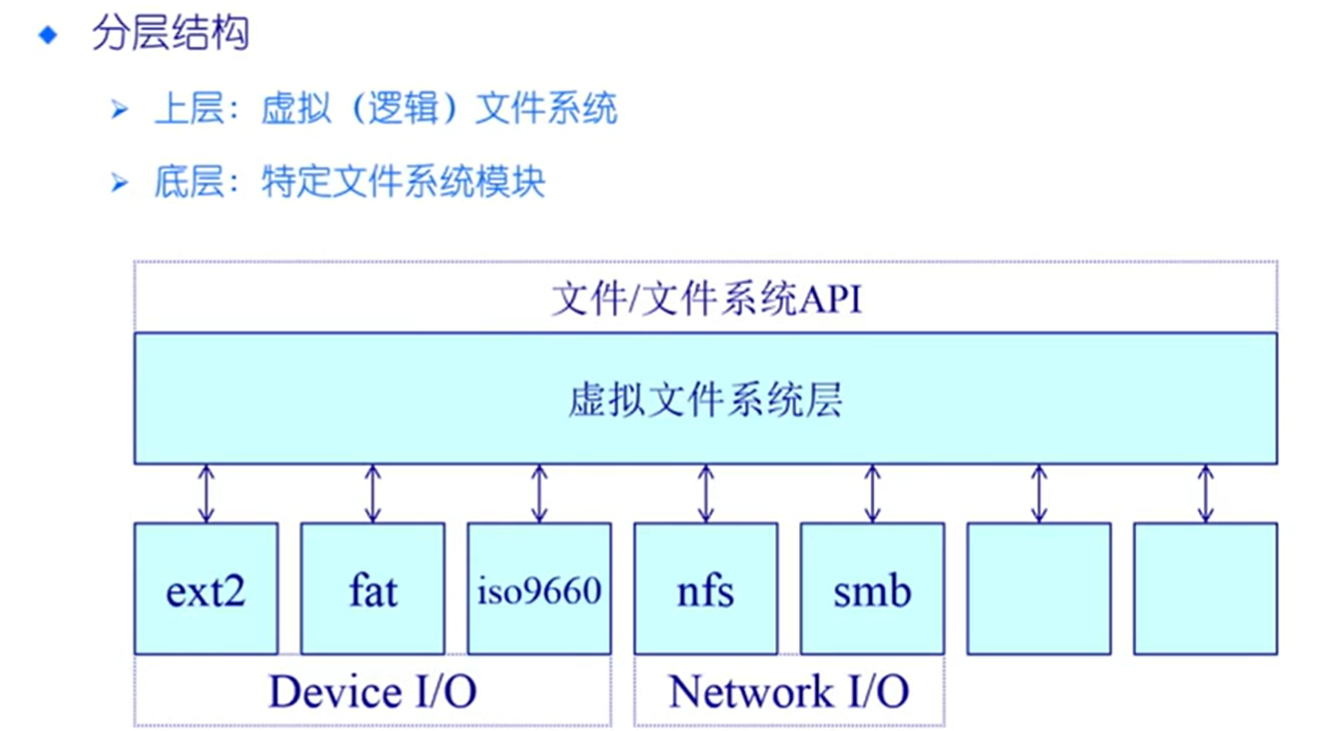 分层结构
上层：虚拟（逻辑）文件系统
底层：特定文件系统模块
文件/文件系统API
虚拟文件系统层
ext2 fat iso9660 nfs smb
Device I/O Network I/O